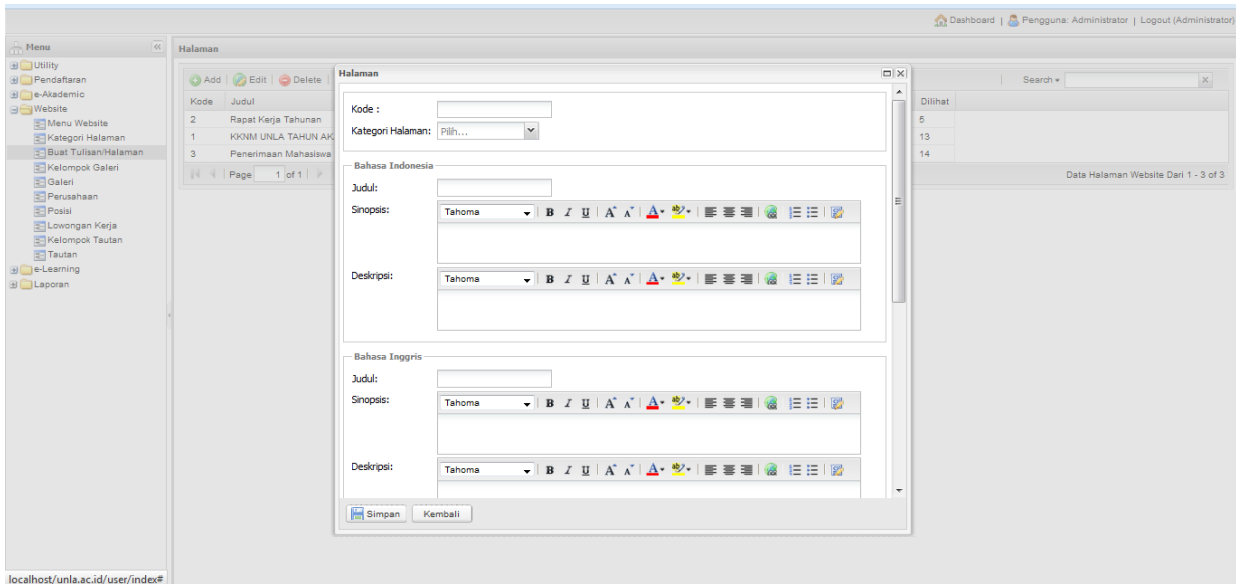 Dashboard | Pengguna: Administrator | Logout (Administrator)
Menu
Utility
Pendaftaran
e-Akademic
Website
Menu Website
Kategori Halaman
Buat Tulisan/Halaman
Kelompok Galeri
Galeri
Perusahaan
Posisi
Lowongan Kerja
Kelompok Tautan
Tautan
e-Learning
Laporan
Halaman
Add | Edit | Delete | Search
Kode Judul Dilihat
2 Rapat Kerja Tahunan 5
1 KKNM UNLA TAHUN AK 13
3 Penerimaan Mahasiswa 14
Page 1 of 1 Data Halaman Website Dari 1 - 3 of 3
Halaman
Kode :
Kategori Halaman: Pilih...
Bahasa Indonesia
Judul:
Sinopsis: Tahoma B I U A A A ab
Deskripsi: Tahoma B I U A A A ab
Bahasa Inggris
Judul:
Sinopsis: Tahoma B I U A A A ab
Deskripsi: Tahoma B I U A A A ab
Simpan Kembali
localhost/unla.ac.id/user/index#